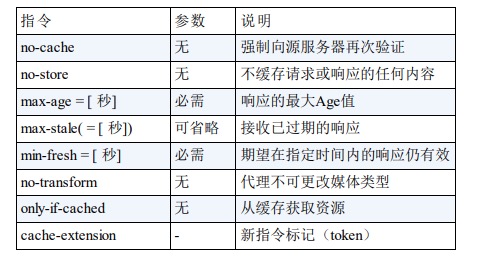 指令 参数 说明
no-cache 无 强制向源服务器再次验证
no-store 无 不缓存请求或响应的任何内容
max-age = [ 秒] 必需 响应的最大Age值
max-stale( = [ 秒]) 可省略 接收已过期的响应
min-fresh = [ 秒] 必需 期望在指定时间内的响应仍有效
no-transform 无 代理不可更改媒体类型
only-if-cached 无 从缓存获取资源
cache-extension - 新指令标记（token）